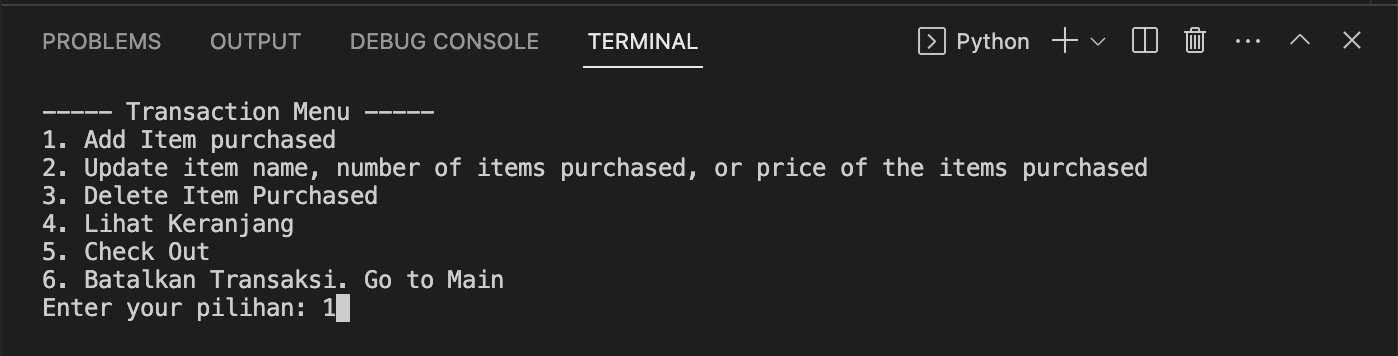 PROBLEMS OUTPUT DEBUG CONSOLE TERMINAL Python
----- Transaction Menu -----
1. Add Item purchased
2. Update item name, number of items purchased, or price of the items purchased
3. Delete Item Purchased
4. Lihat Keranjang
5. Check Out
6. Batalkan Transaksi. Go to Main
Enter your pilihan: 1